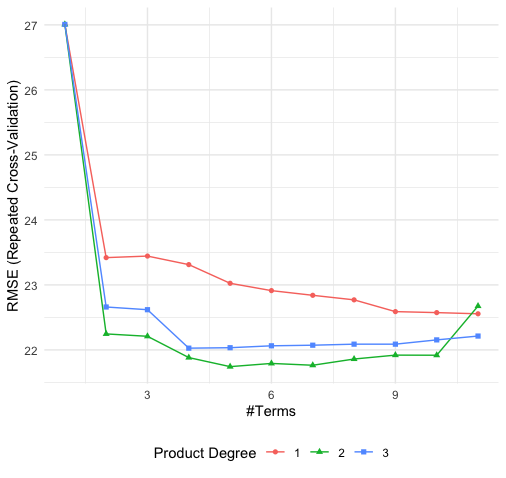 27
26
25
24
23
22
RMSE (Repeated Cross-Validation)
3 6 9
#Terms
Product Degree 1 2 3